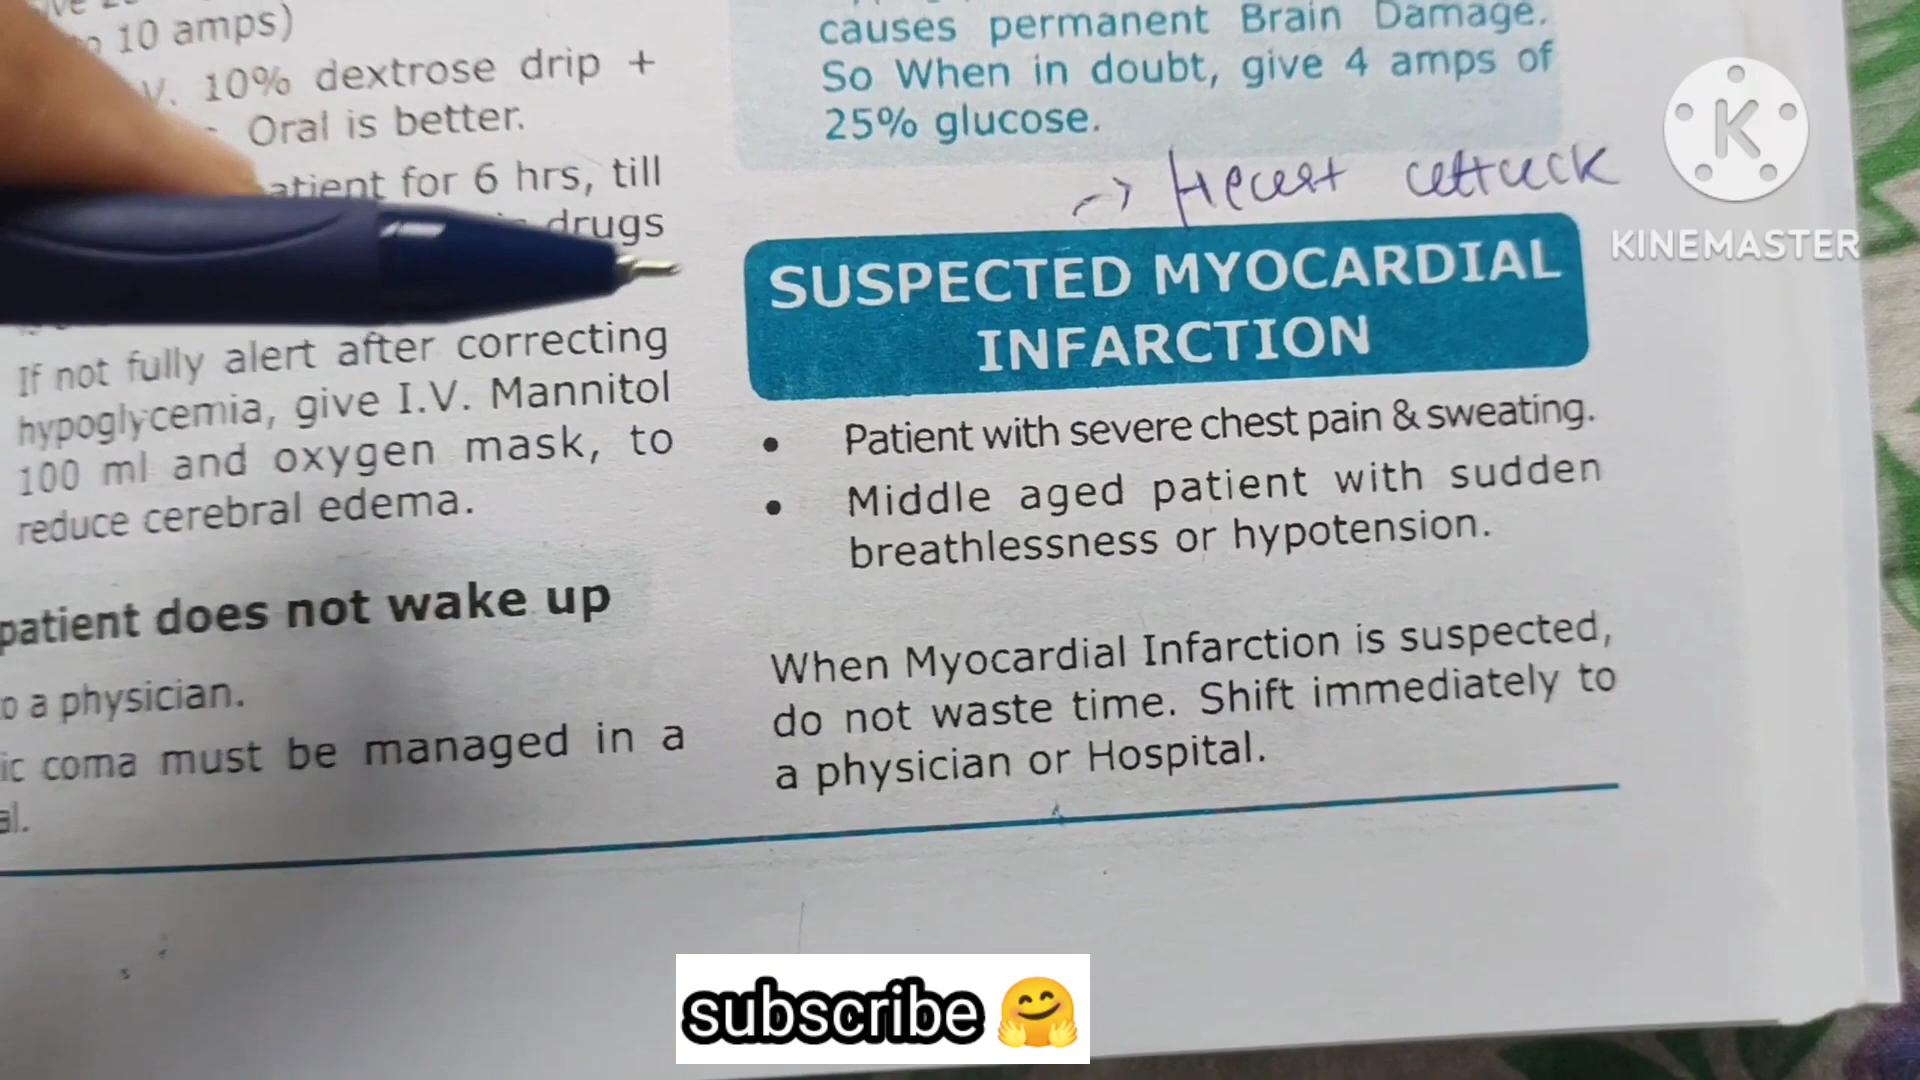 10 amps)
V. 10% dextrose drip +
- Oral is better.
atient for 6 hrs, till
drugs
If not fully alert after correcting
hypoglycemia, give I.V. Mannitol
100 ml and oxygen mask, to
reduce cerebral edema.
patient does not wake up
o a physician.
ic coma must be managed in a
al.
causes permanent Brain Damage.
So When in doubt, give 4 amps of
25% glucose.
→ Heart attack
SUSPECTED MYOCARDIAL
INFARCTION
• Patient with severe chest pain & sweating.
• Middle aged patient with sudden
breathlessness or hypotension.
When Myocardial Infarction is suspected,
do not waste time. Shift immediately to
a physician or Hospital.
K
KINEMASTER
subscribe 🤗